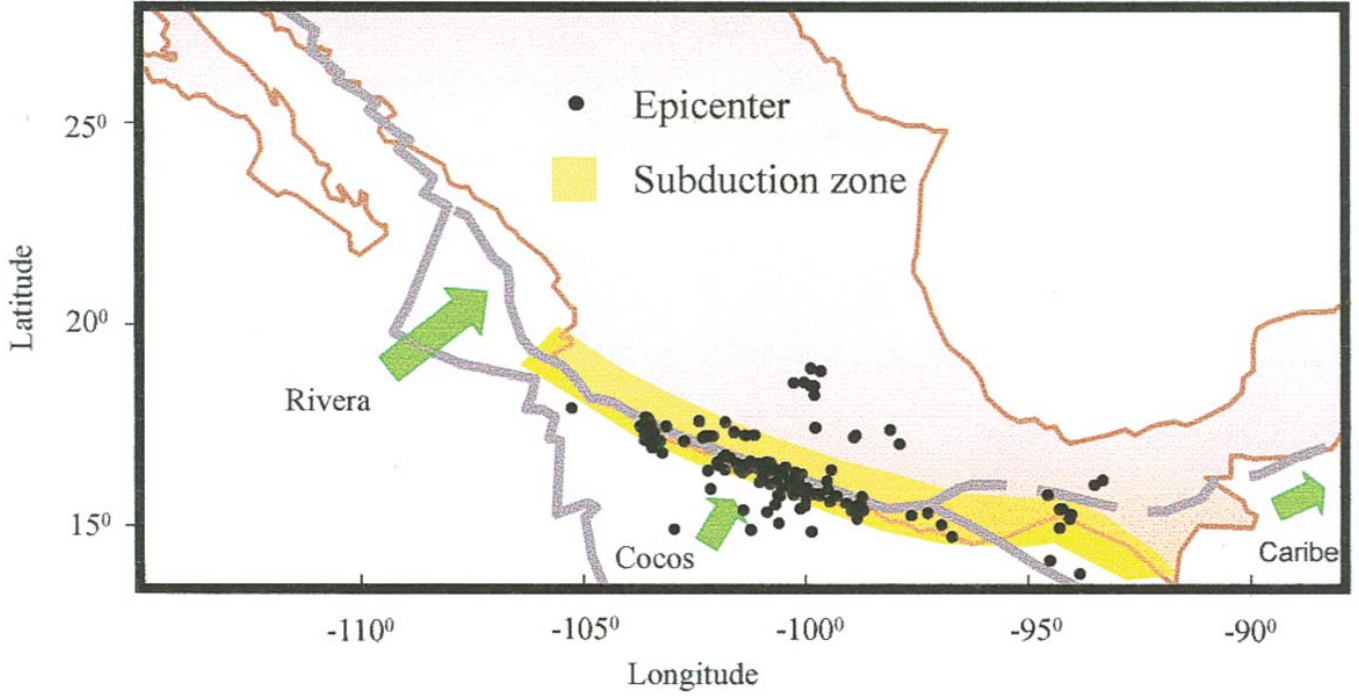 Epicenter
25⁰
Subduction zone
Latitude
20⁰
Rivera
15⁰
Cocos
Caribe
-110⁰
-105⁰
-100⁰
-95⁰
-90⁰
Longitude